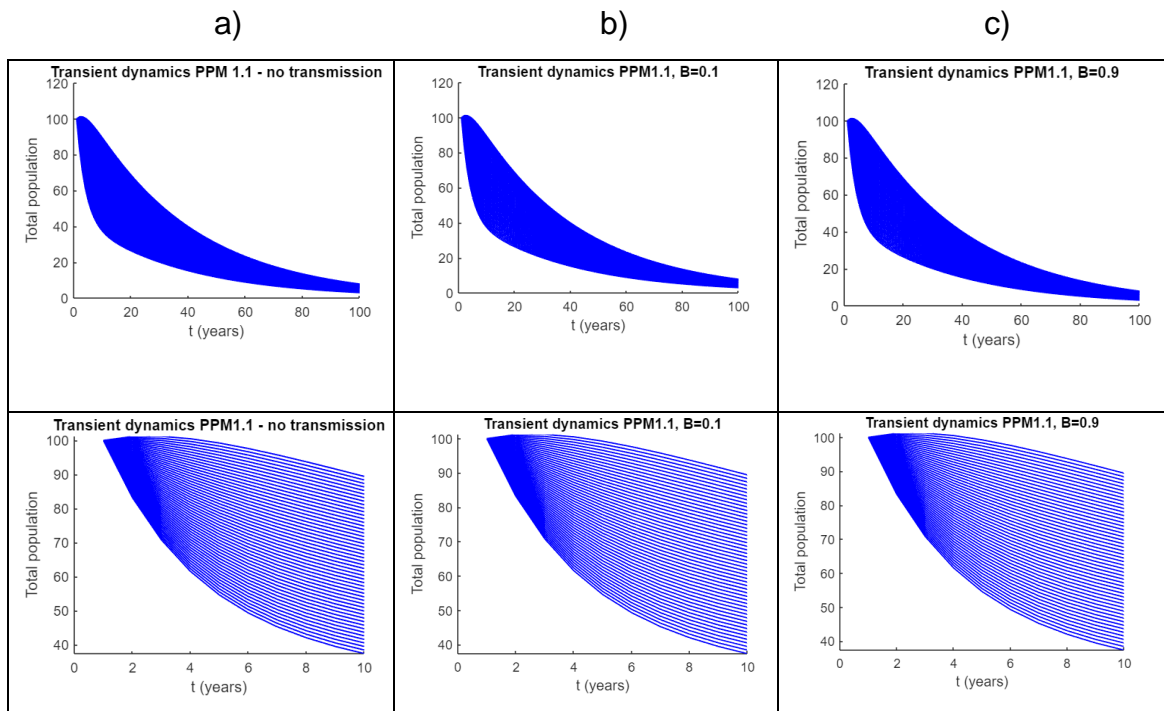 a)
b)
c)
Transient dynamics PPM 1.1 - no transmission
120
100
80
60
40
20
0
0 20 40 60 80 100
Total population
t (years)
Transient dynamics PPM1.1, B=0.1
120
100
80
60
40
20
0
0 20 40 60 80 100
Total population
t (years)
Transient dynamics PPM1.1, B=0.9
120
100
80
60
40
20
0
0 20 40 60 80 100
Total population
t (years)
Transient dynamics PPM1.1 - no transmission
100
90
80
70
60
50
40
0 2 4 6 8 10
Total population
t (years)
Transient dynamics PPM1.1, B=0.1
100
90
80
70
60
50
40
0 2 4 6 8 10
Total population
t (years)
Transient dynamics PPM1.1, B=0.9
100
90
80
70
60
50
40
0 2 4 6 8 10
Total population
t (years)